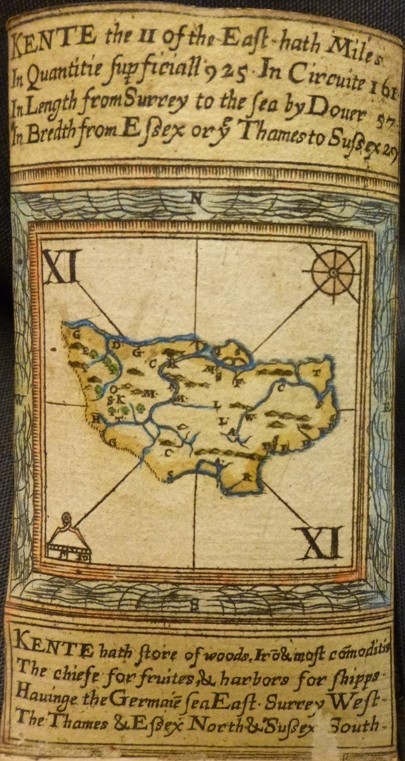 KENTE the 11 of the East · hath Miles
In Quantitie supficiall 925 · In Circuite 161
In Length from Surrey to the sea by Douer 57
In Bredth from Essex or yͤ Thames to Sussex 25
N
XI
W
E
XI
S
KENTE hath store of woods, Irō & most cōmodities
The chiefe for fruites, & harbors for shipps ·
Hauinge the Germaīe sea East · Surrey West -
The Thames & Essex North & Sussex South -